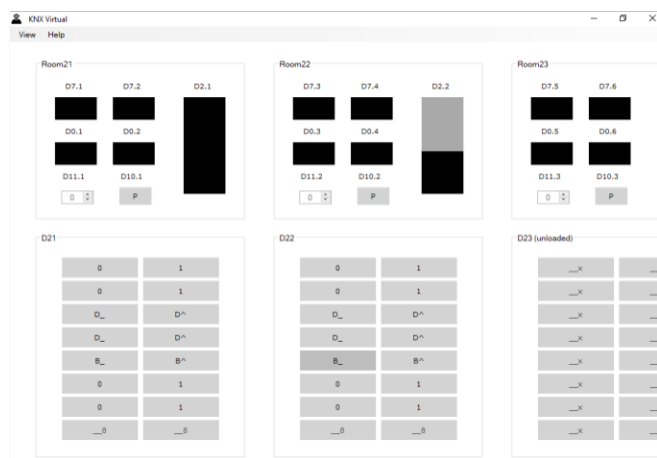 KNX Virtual
View Help
Room21 Room22 Room23
D7.1 D7.2 D2.1 D7.3 D7.4 D2.2 D7.5 D7.6
D0.1 D0.2 D0.3 D0.4 D0.5 D0.6
D11.1 D10.1 D11.2 D10.2 D11.3 D10.3
0 P 0 P 0 P
D21 D22 D23 (unloaded)
0 1 0 1 __x
0 1 0 1 __x
D_ D^ D_ D^ __x
D_ D^ D_ D^ __x
B_ B^ B_ B^ __x
0 1 0 1 __x
0 1 0 1 __x
__8 __8 __8 __8 __x